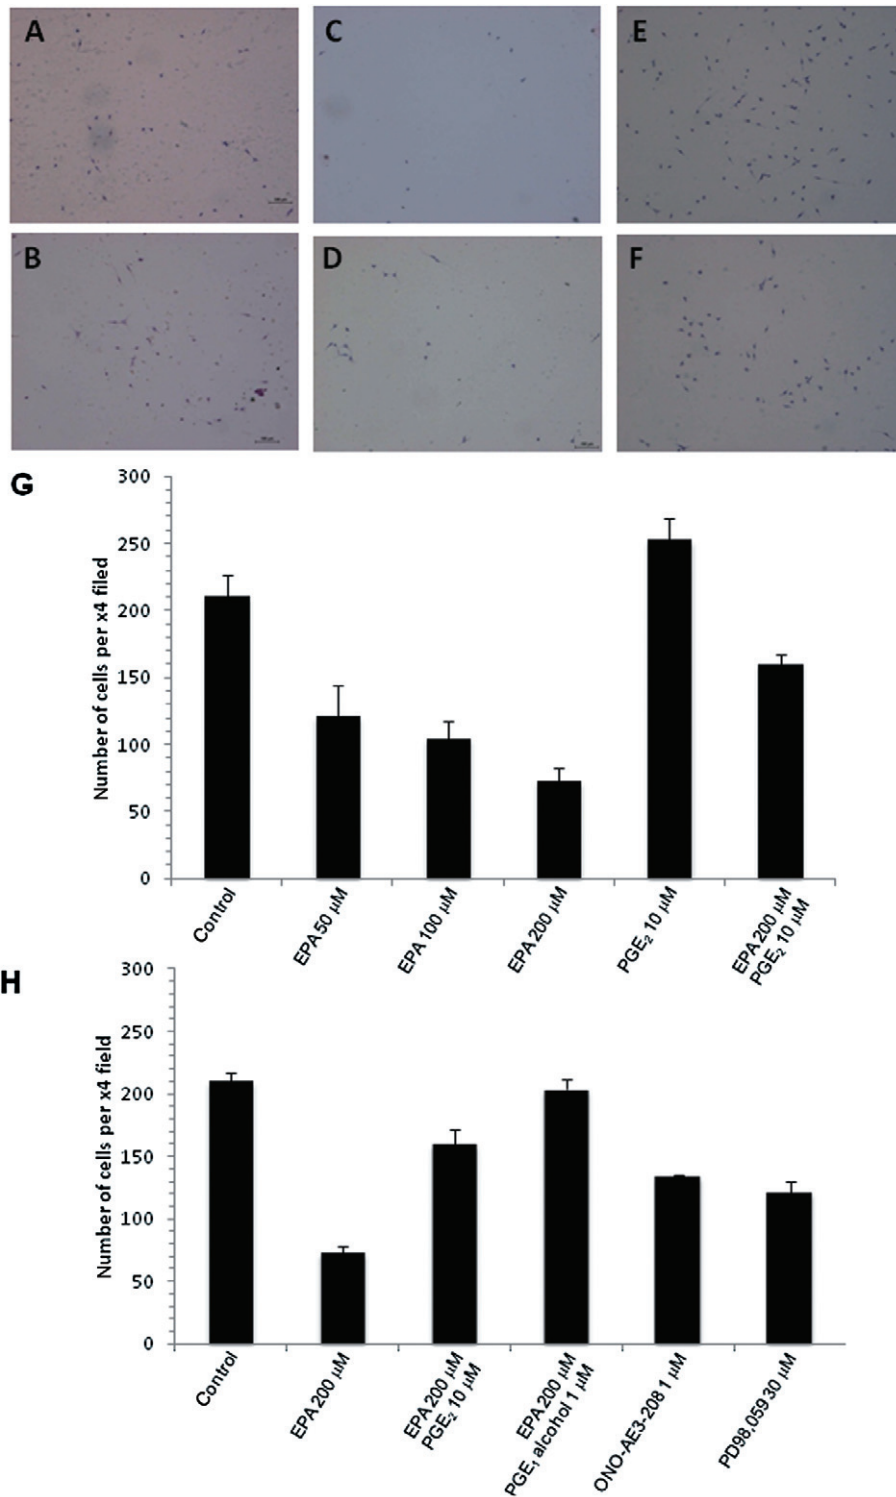 A
C
E
B
D
F
G
300
250
200
150
100
50
0
Number of cells per x4 filed
Control
EPA 50 µM
EPA 100 µM
EPA 200 µM
PGE₂ 10 µM
EPA 200 µM
PGE₂ 10 µM
H
300
250
200
150
100
50
0
Number of cells per x4 field
Control
EPA 200 µM
EPA 200 µM
PGE₂ 10 µM
EPA 200 µM
PGE₁ alcohol 1 µM
ONO-AE3-208 1 µM
PD98,059 30 µM